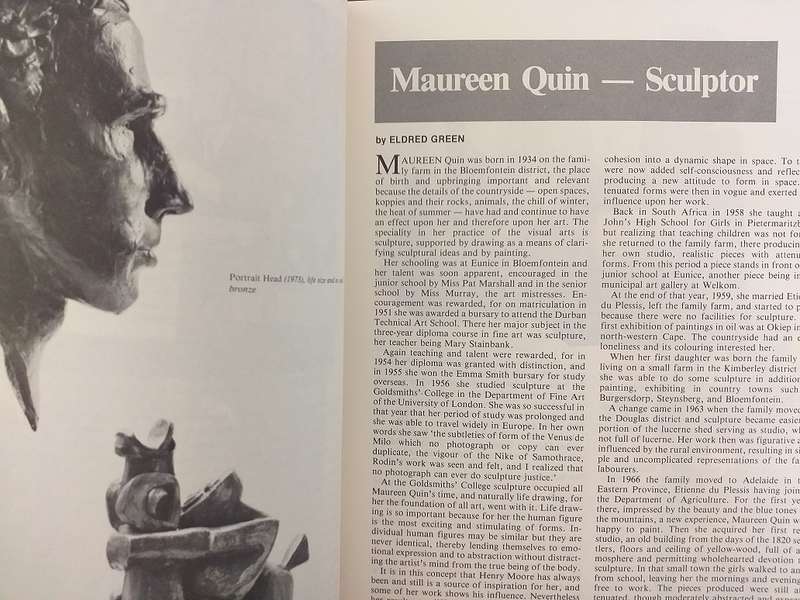 Portrait Head (1975), life size
bronze
Maureen Quin — Sculptor
by ELDRED GREEN
MAUREEN Quin was born in 1934 on the fami-
ly farm in the Bloemfontein district, the place
of birth and upbringing important and relevant
because the details of the countryside — open spaces,
koppies and their rocks, animals, the chill of winter,
the heat of summer — have had and continue to have
an effect upon her and therefore upon her art. The
speciality in her practice of the visual arts is
sculpture, supported by drawing as a means of clari-
fying sculptural ideas and by painting.
Her schooling was at Eunice in Bloemfontein and
her talent was soon apparent, encouraged in the
junior school by Miss Pat Marshall and in the senior
school by Miss Murray, the art mistresses. En-
couragement was rewarded, for on matriculation in
1951 she was awarded a bursary to attend the Durban
Technical Art School. There her major subject in the
three-year diploma course in fine art was sculpture,
her teacher being Mary Stainbank.
Again teaching and talent were rewarded, for in
1954 her diploma was granted with distinction, and
in 1955 she won the Emma Smith bursary for study
overseas. In 1956 she studied sculpture at the
Goldsmiths' College in the Department of Fine Art
of the University of London. She was so successful in
that year that her period of study was prolonged and
she was able to travel widely in Europe. In her own
words she saw 'the subtleties of form of the Venus de
Milo which no photograph or copy can ever
duplicate, the vigour of the Nike of Samothrace,
Rodin's work was seen and felt, and I realized that
no photograph can ever do sculpture justice.'
At the Goldsmiths' College sculpture occupied all
Maureen Quin's time, and naturally life drawing, for
her the foundation of all art, went with it. Life draw-
ing is so important because for her the human figure
is the most exciting and stimulating of forms. In-
dividual human figures may be similar but they are
never identical, thereby lending themselves to emo-
tional expression and to abstraction without distract-
ing the artist's mind from the true being of the body.
It is in this concept that Henry Moore has always
been and still is a source of inspiration for her, and
some of her work shows his influence. Nevertheless
cohesion into a dynamic shape in space. To
were now added self-consciousness and
producing a new attitude to form in space.
tenuated forms were then in vogue and exerted
influence upon her work.
Back in South Africa in 1958 she taught
John's High School for Girls in
but realizing that teaching children was not
she returned to the family farm, there
her own studio, realistic pieces with
forms. From this period a piece stands in front
junior school at Eunice, another piece being
municipal art gallery at Welkom.
At the end of that year, 1959, she married
du Plessis, left the family farm, and started to
because there were no facilities for sculpture.
first exhibition of paintings in oil was at Okiep
north-western Cape. The countryside had an
loneliness and its colouring interested her.
When her first daughter was born the family
living on a small farm in the Kimberley district
she was able to do some sculpture in addition
painting, exhibiting in country towns
Burgersdorp, Steynsberg, and Bloemfontein.
A change came in 1963 when the family moved
the Douglas district and sculpture became
portion of the lucerne shed serving as studio,
not full of lucerne. Her work then was figurative
influenced by the rural environment, resulting in
ple and uncomplicated representations of the
labourers.
In 1966 the family moved to Adelaide in
Eastern Province, Etienne du Plessis having
the Department of Agriculture. For the first
there, impressed by the beauty and the blue tones
the mountains, a new experience, Maureen Quin
happy to paint. Then she acquired her first
studio, an old building from the days of the 1820
tlers, floors and ceiling of yellow-wood, full of
mosphere and permitting wholehearted devotion
sculpture. In that small town the girls walked to
from school, leaving her the mornings and
free to work. The pieces produced were still
tenuated, though moderately abstracted and